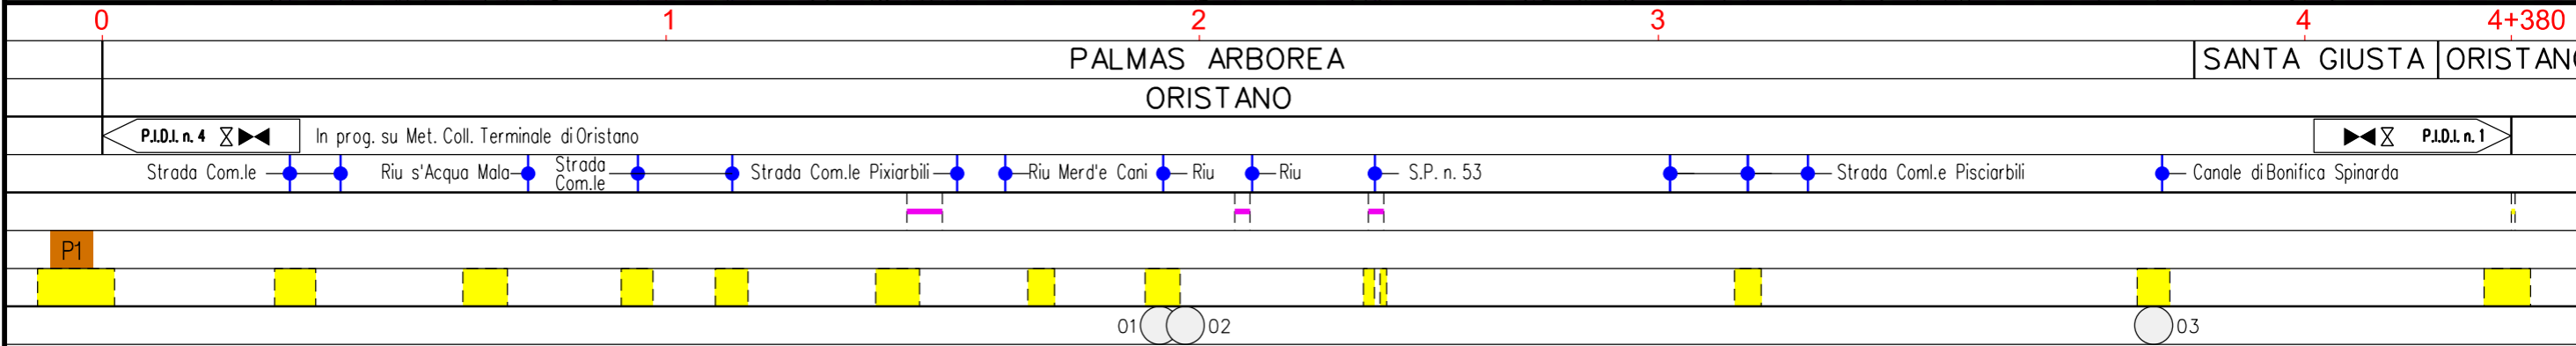 0 1 2 3 4 4+380
PALMAS ARBOREA SANTA GIUSTA ORISTANO
ORISTANO
P.I.D.I. n. 4 In prog. su Met. Coll. Terminale di Oristano P.I.D.I. n. 1
Strada Com.le Riu s'Acqua Mala Strada Com.le Strada Com.le Pixiarbili Riu Merd'e Cani Riu Riu S.P. n. 53 Strada Coml.e Pisciarbili Canale di Bonifica Spinarda
P1
01 02 03